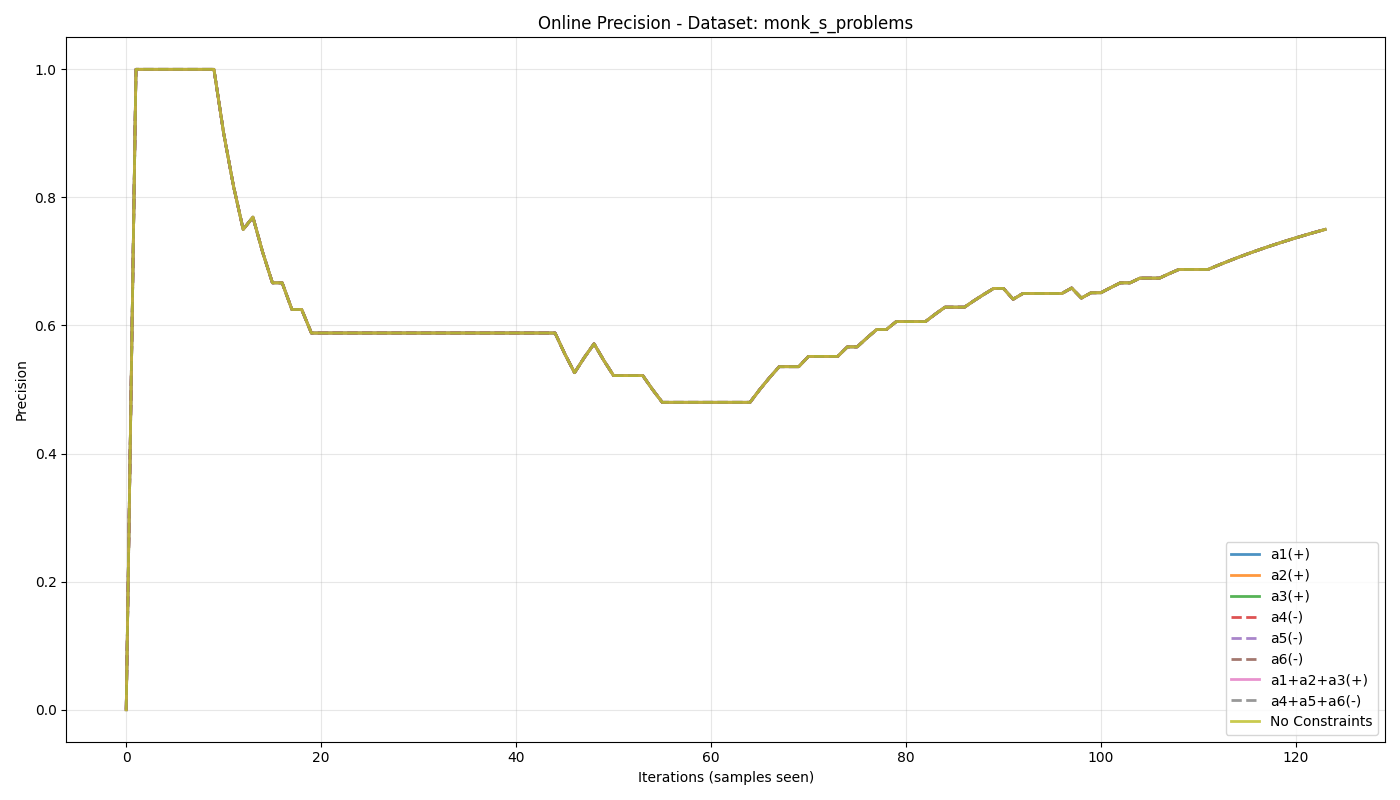 Online Precision - Dataset: monk_s_problems
1.0
0.8
0.6
0.4
0.2
0.0
Precision
0 20 40 60 80 100 120
Iterations (samples seen)
a1(+)
a2(+)
a3(+)
a4(-)
a5(-)
a6(-)
a1+a2+a3(+)
a4+a5+a6(-)
No Constraints